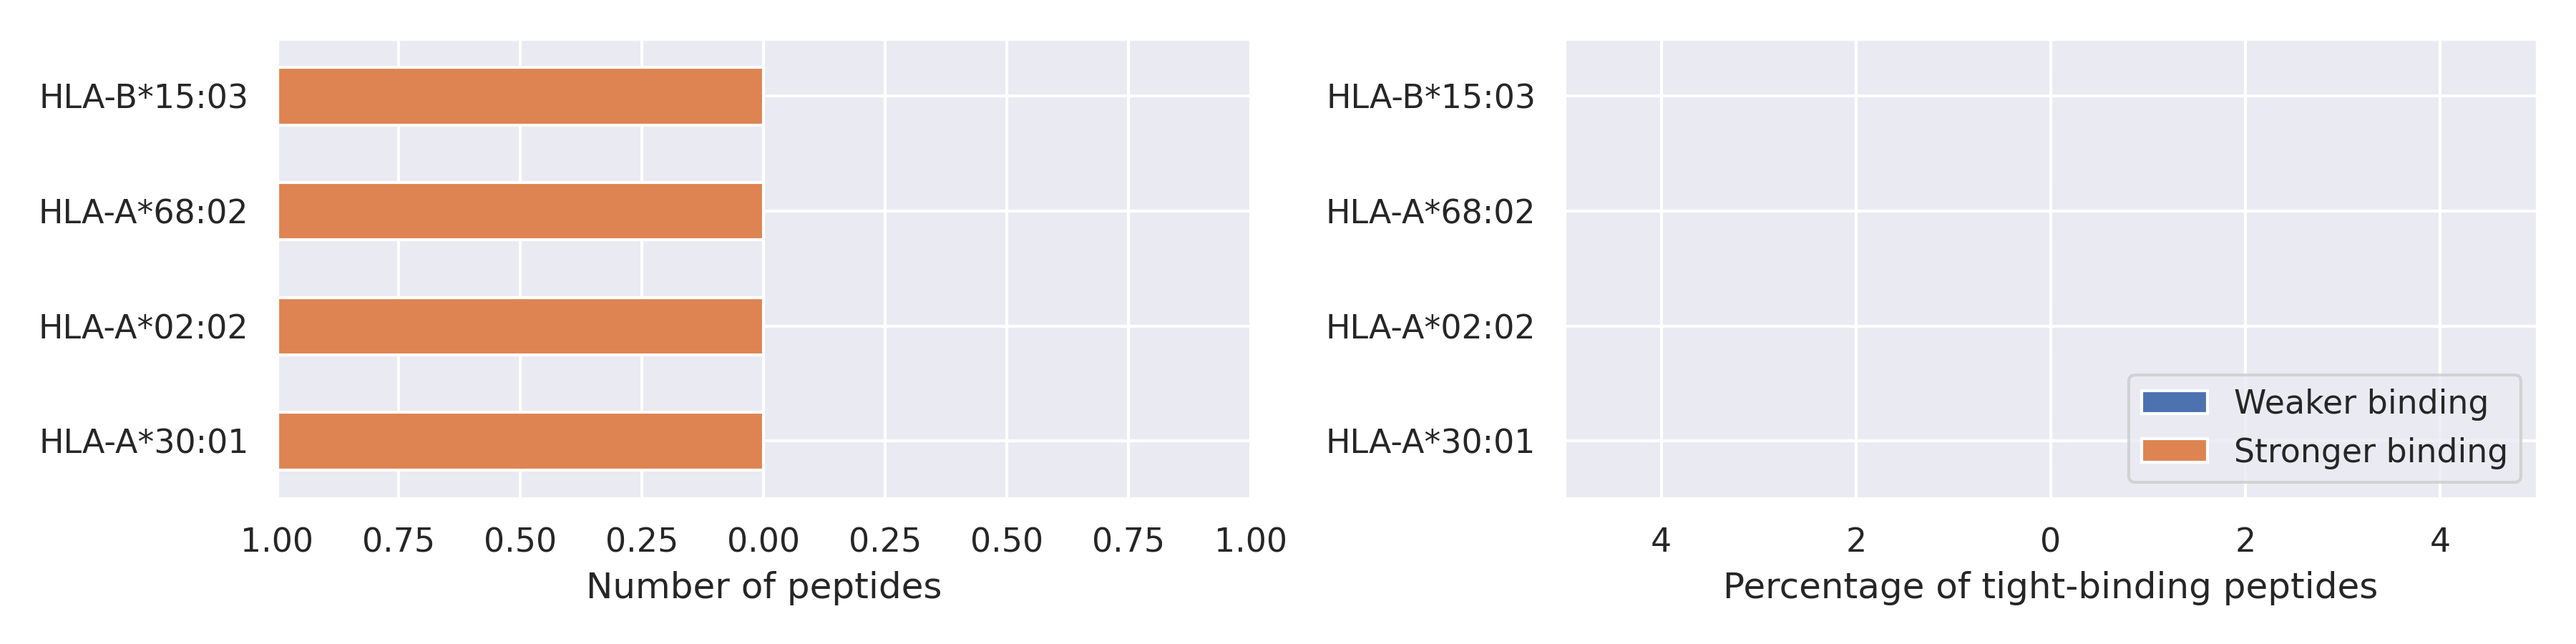 HLA-B*15:03
HLA-A*68:02
HLA-A*02:02
HLA-A*30:01
1.00 0.75 0.50 0.25 0.00 0.25 0.50 0.75 1.00
Number of peptides
HLA-B*15:03
HLA-A*68:02
HLA-A*02:02
HLA-A*30:01
Weaker binding
Stronger binding
4 2 0 2 4
Percentage of tight-binding peptides